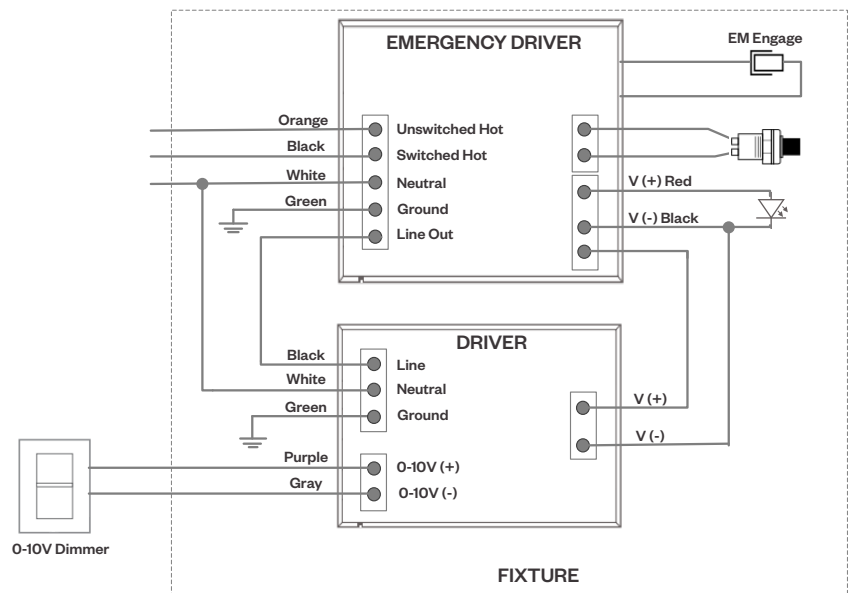 EMERGENCY DRIVER
EM Engage
Orange
Unswitched Hot
Black
Switched Hot
White
Neutral
V (+) Red
Green
Ground
V (-) Black
Line Out
DRIVER
Black
Line
White
Neutral
V (+)
Green
Ground
V (-)
Purple
0-10V (+)
Gray
0-10V (-)
0-10V Dimmer
FIXTURE